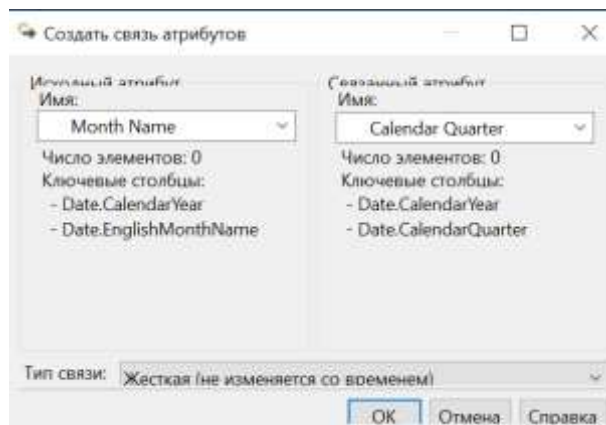 Создать связь атрибутов
Исходный атрибут
Связанный атрибут
Имя:
Имя:
Month Name
Calendar Quarter
Число элементов: 0
Число элементов: 0
Ключевые столбцы:
Ключевые столбцы:
- Date.CalendarYear
- Date.CalendarYear
- Date.EnglishMonthName
- Date.CalendarQuarter
Тип связи:
Жесткая (не изменяется со временем)
ОК
Отмена
Справка